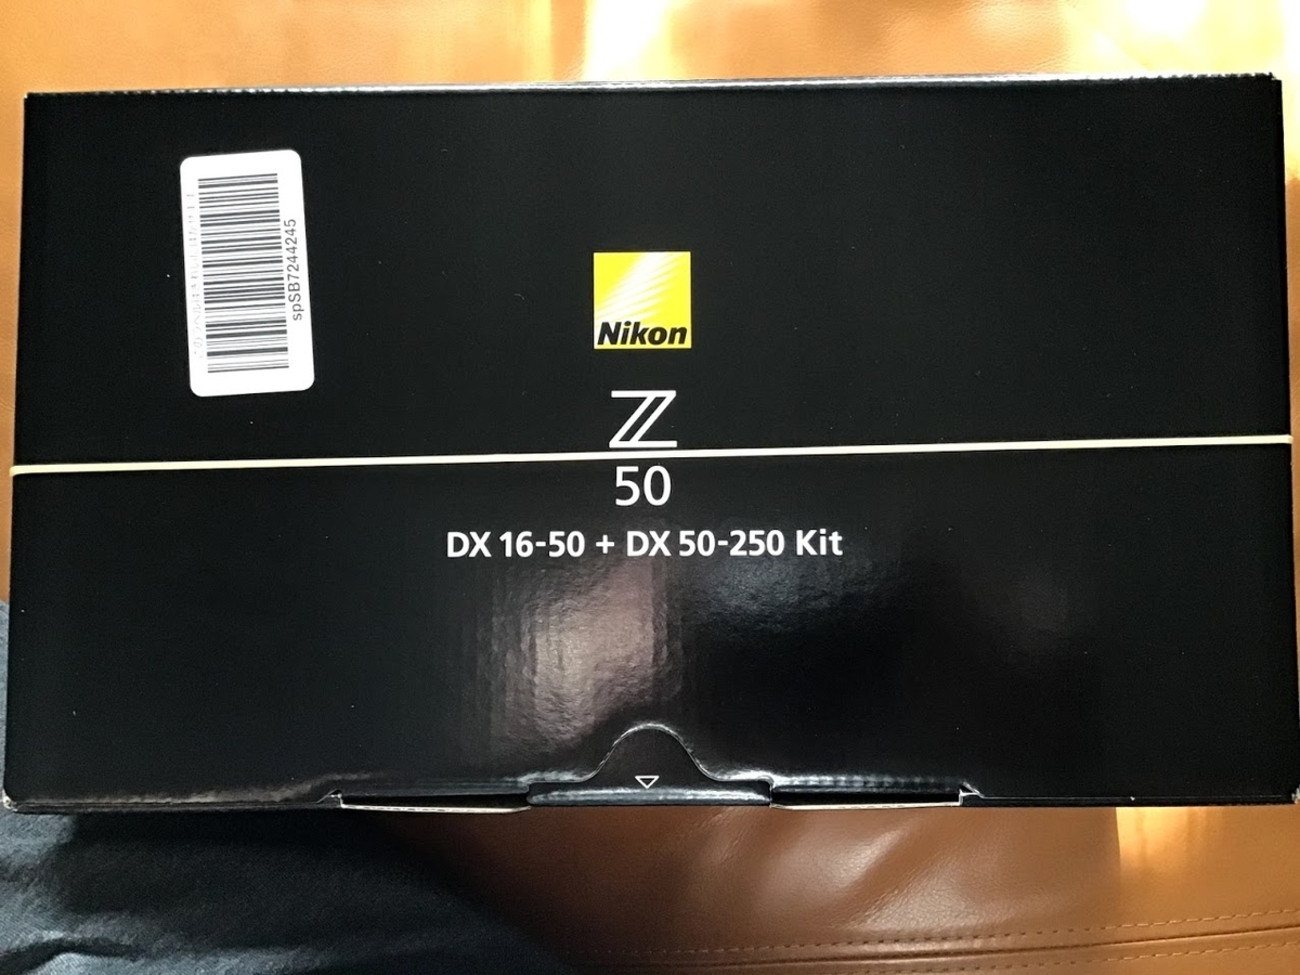 spSB7244245
Nikon
Z
50
DX 16-50 + DX 50-250 Kit